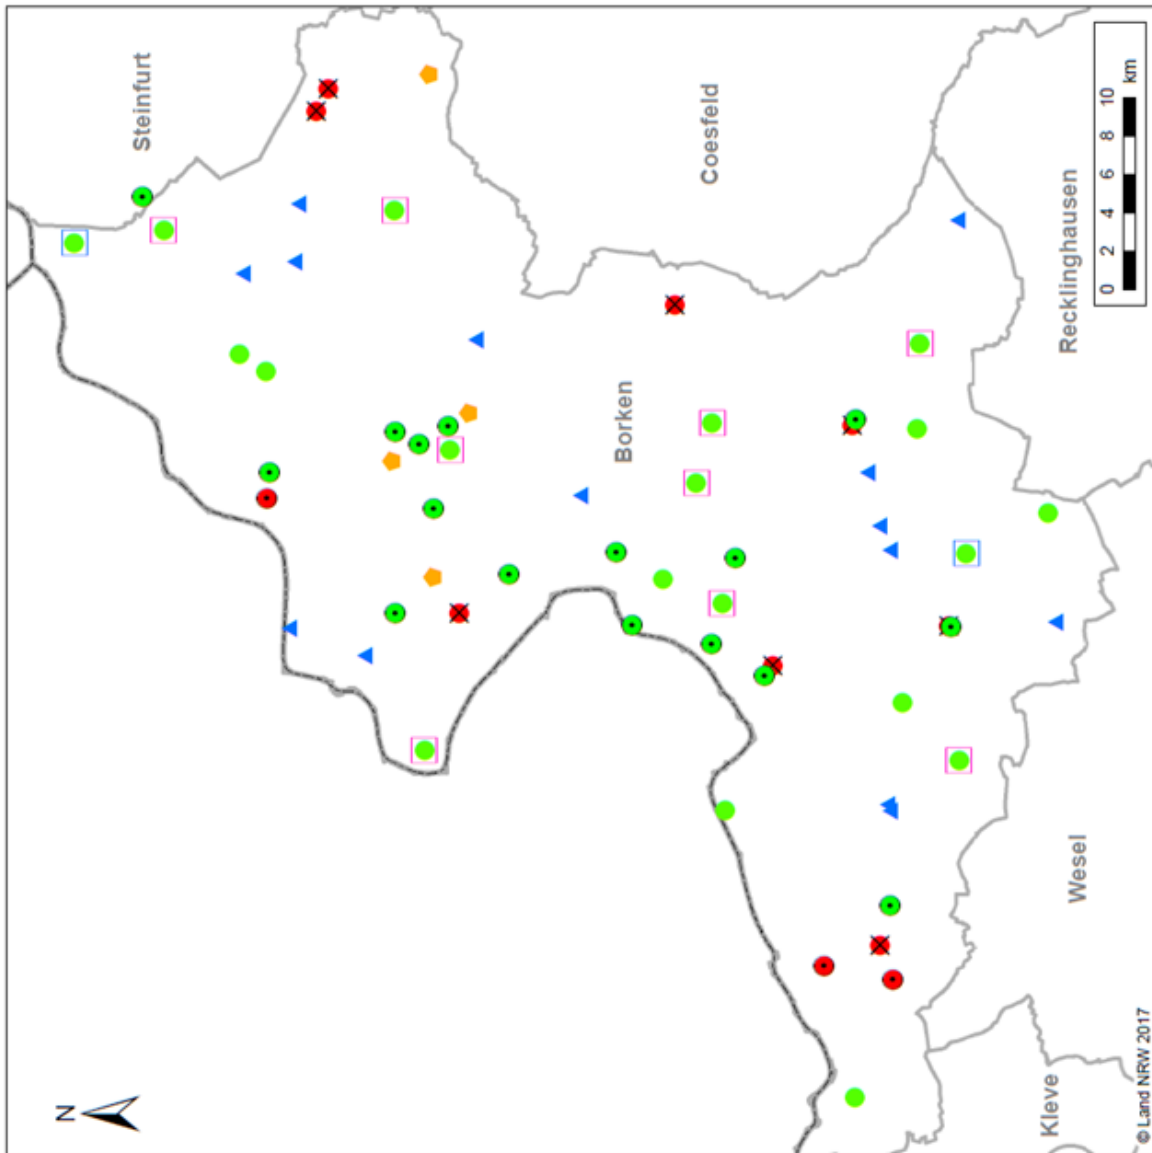 N
Steinfurt
Coesfeld
Borken
Recklinghausen
Wesel
Kleve
0 2 4 6 8 10
km
© Land NRW 2017